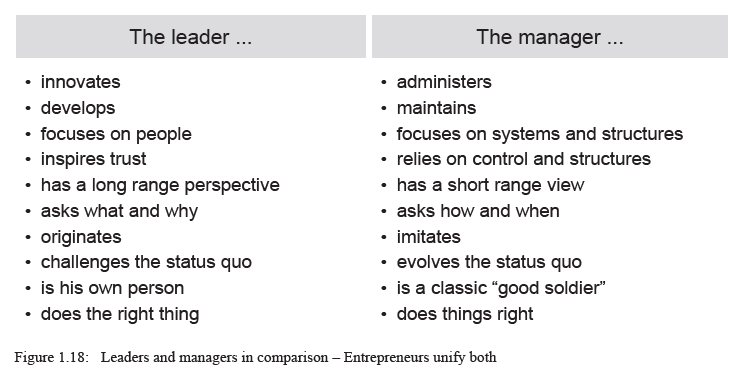 The leader ...
The manager ...
• innovates
• develops
• focuses on people
• inspires trust
• has a long range perspective
• asks what and why
• originates
• challenges the status quo
• is his own person
• does the right thing
• administers
• maintains
• focuses on systems and structures
• relies on control and structures
• has a short range view
• asks how and when
• imitates
• evolves the status quo
• is a classic “good soldier”
• does things right
Figure 1.18: Leaders and managers in comparison – Entrepreneurs unify both